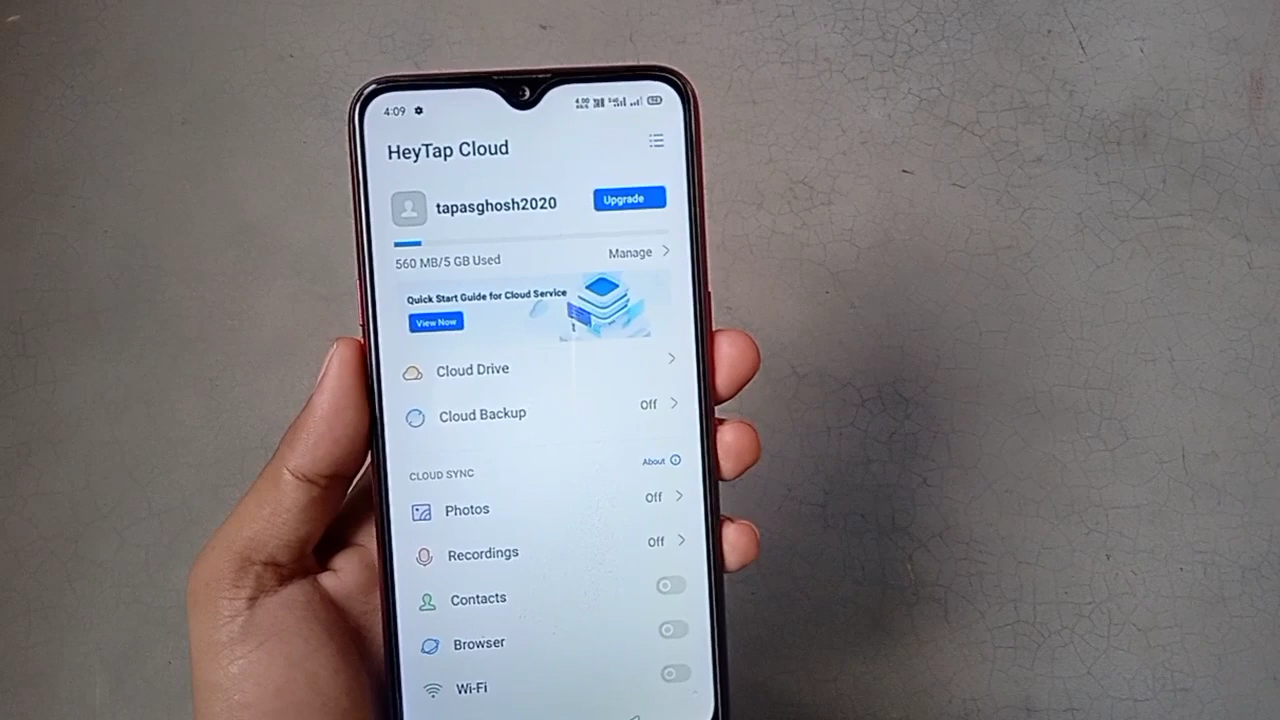 4:09
HeyTap Cloud
tapasghosh2020
Upgrade
560 MB/5 GB Used
Manage
Quick Start Guide for Cloud Service
View Now
Cloud Drive
Cloud Backup Off
CLOUD SYNC About
Photos Off
Recordings Off
Contacts
Browser
Wi-Fi